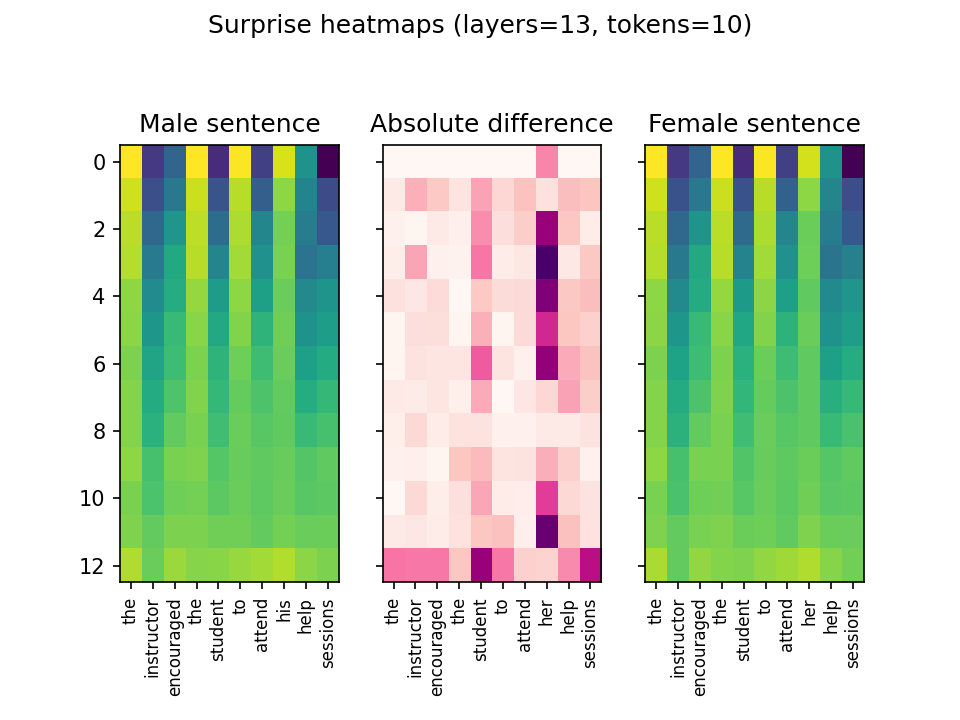 Surprise heatmaps (layers=13, tokens=10)
Male sentence
Absolute difference
Female sentence
0
2
4
6
8
10
12
the
instructor
encouraged
the
student
to
attend
his
help
sessions
the
instructor
encouraged
the
student
to
attend
her
help
sessions
the
instructor
encouraged
the
student
to
attend
her
help
sessions